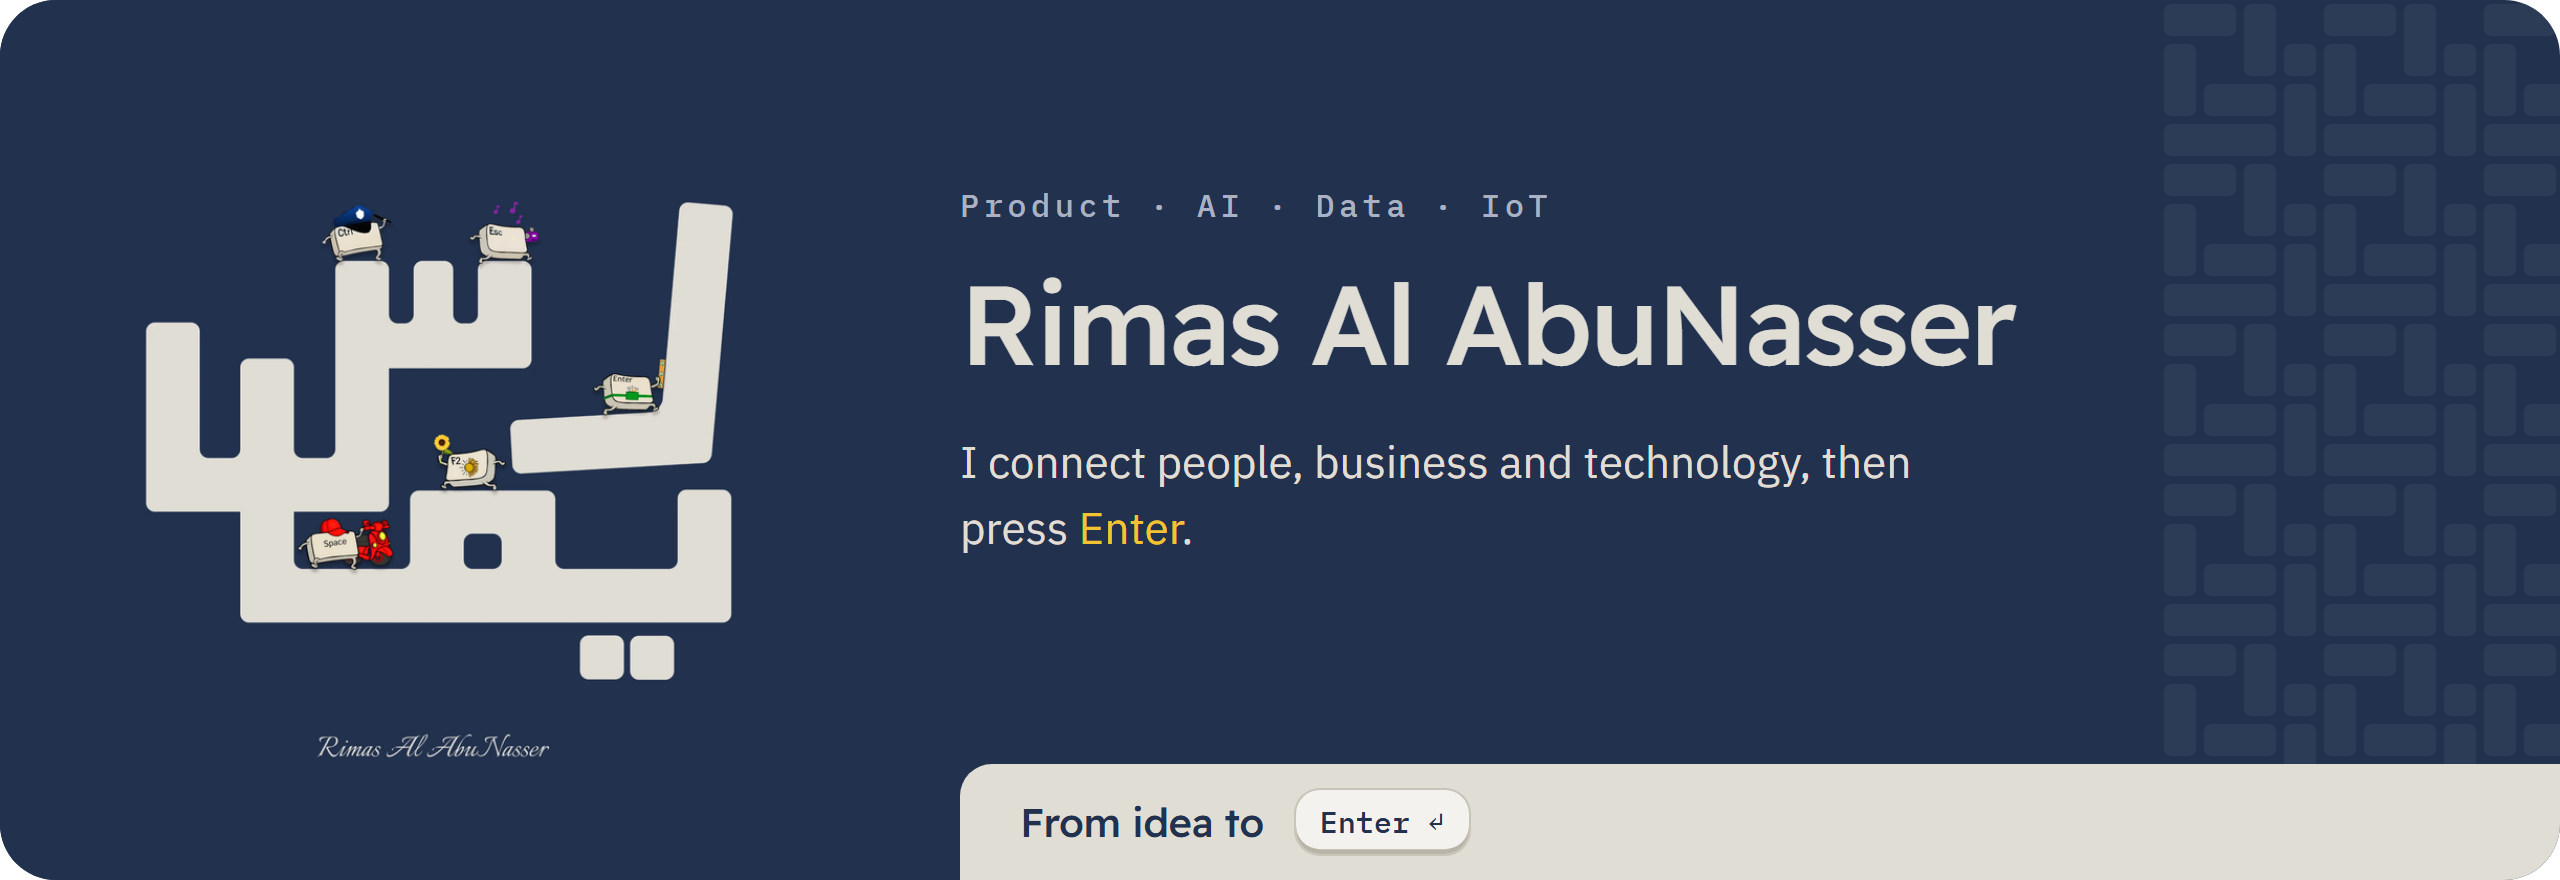 ريماس
Ctrl
Esc
Enter
F2
Space
Rimas Al AbuNasser
Product · AI · Data · IoT
Rimas Al AbuNasser
I connect people, business and technology, then
press Enter.
From idea to Enter ↵